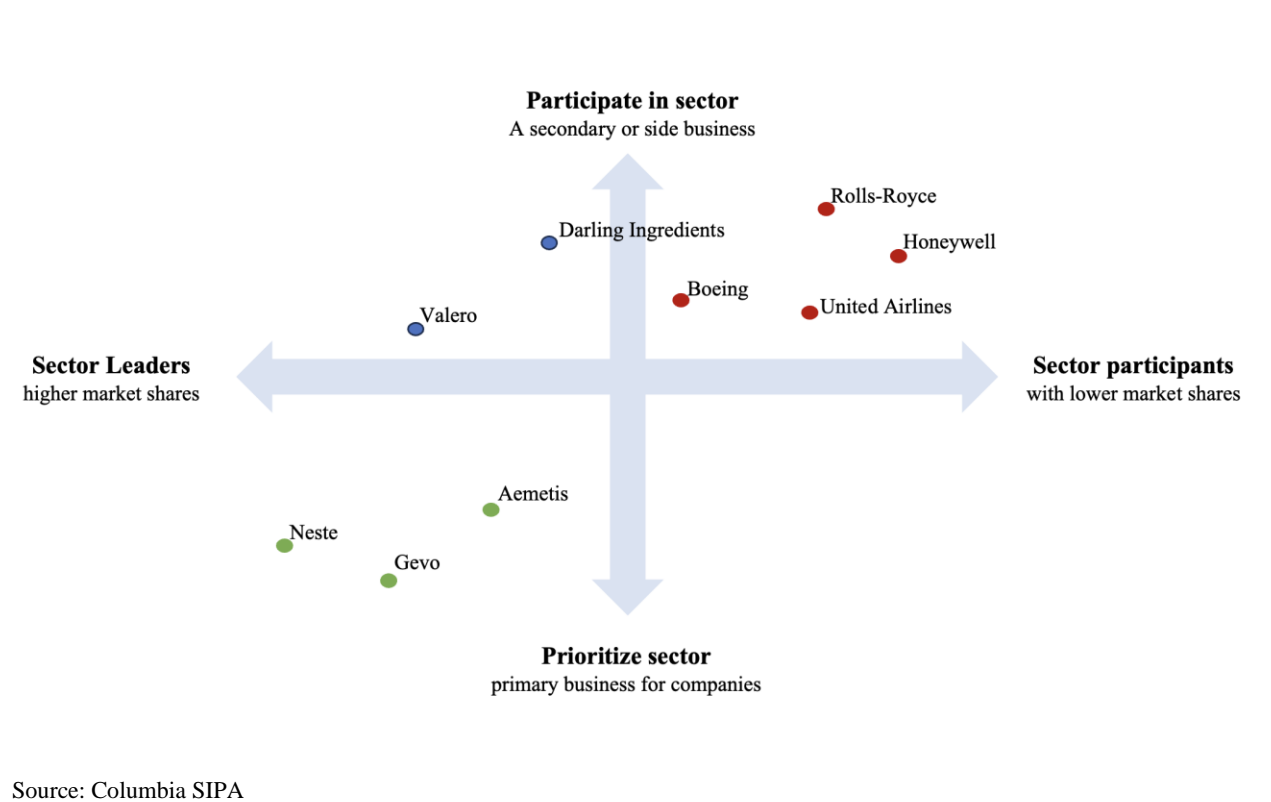 Participate in sector
A secondary or side business
Rolls-Royce
Darling Ingredients
Honeywell
Boeing
United Airlines
Valero
Sector Leaders
higher market shares
Sector participants
with lower market shares
Aemetis
Neste
Gevo
Prioritize sector
primary business for companies
Source: Columbia SIPA